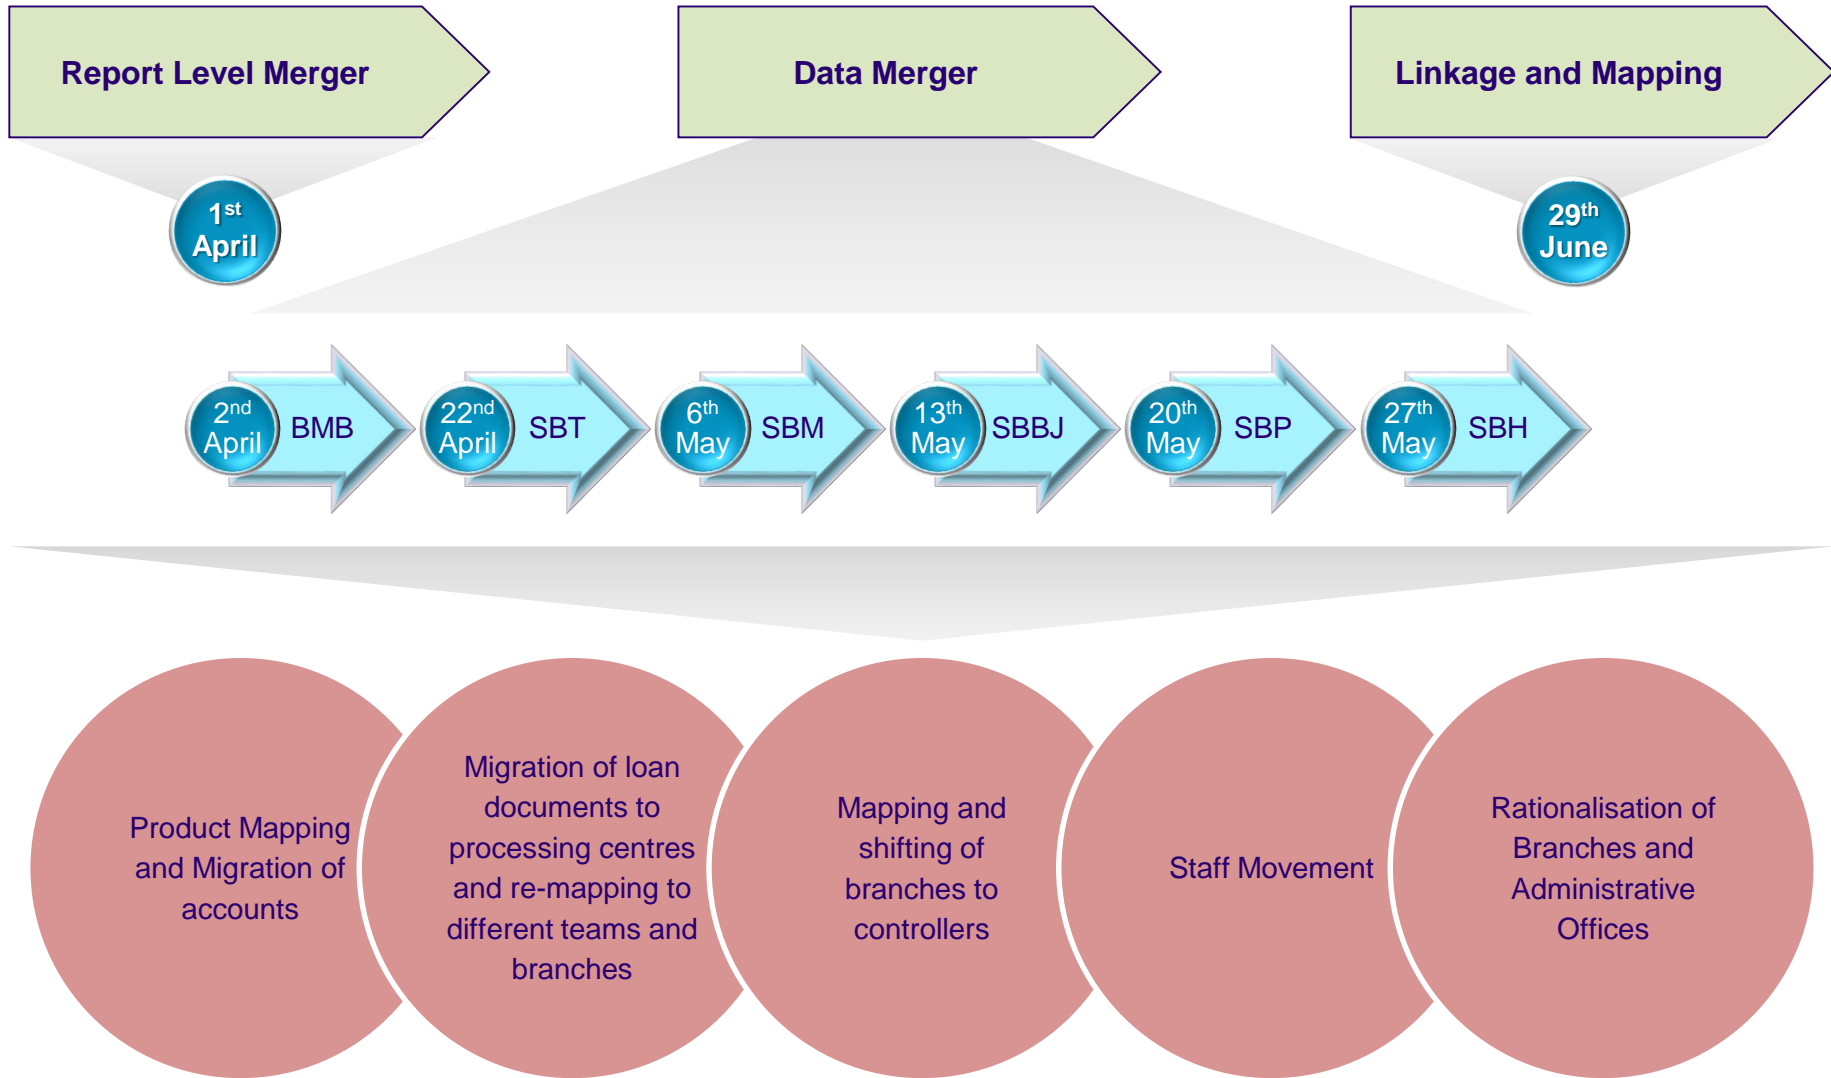 Report Level Merger
Data Merger
Linkage and Mapping
1st
April
29th
June
2nd
April
BMB
22nd
April
SBT
6th
May
SBM
13th
May
SBBJ
20th
May
SBP
27th
May
SBH
Product Mapping
and Migration of
accounts
Migration of loan
documents to
processing centres
and re-mapping to
different teams and
branches
Mapping and
shifting of
branches to
controllers
Staff Movement
Rationalisation of
Branches and
Administrative
Offices